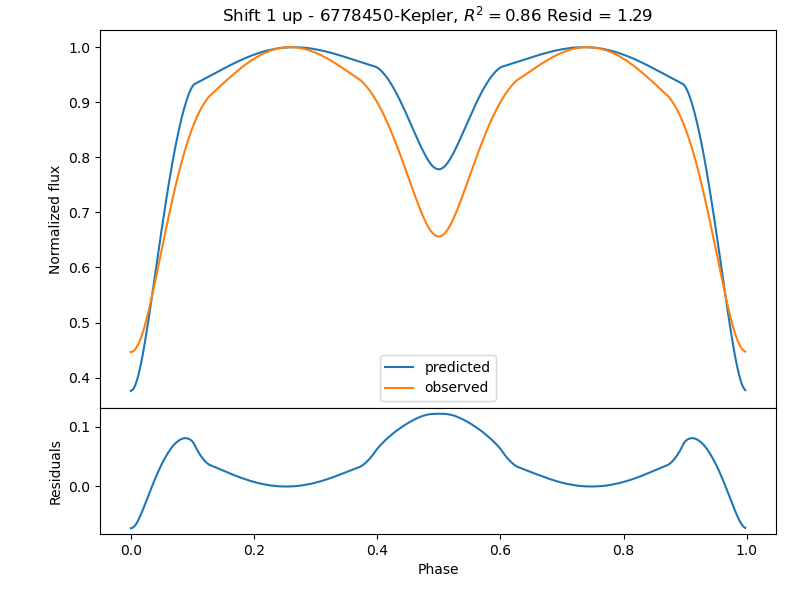 Shift 1 up - 6778450-Kepler, R² = 0.86 Resid = 1.29
Normalized flux
1.0
0.9
0.8
0.7
0.6
0.5
0.4
predicted
observed
Residuals
0.1
0.0
0.0
0.2
0.4
0.6
0.8
1.0
Phase